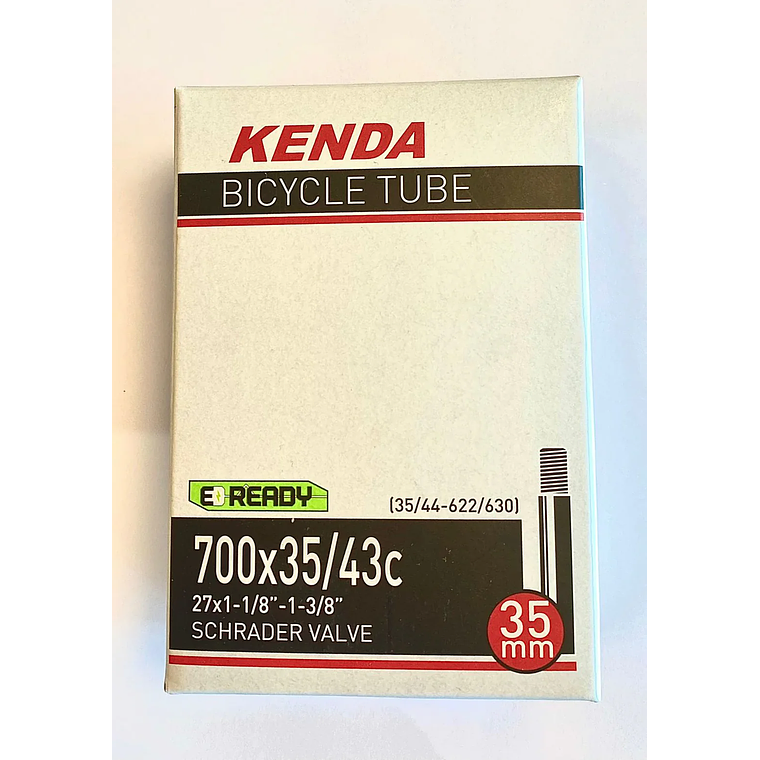 KENDA
BICYCLE TUBE
E READY
(35/44-622/630)
700x35/43c
27x1-1/8”-1-3/8”
SCHRADER VALVE
35
mm